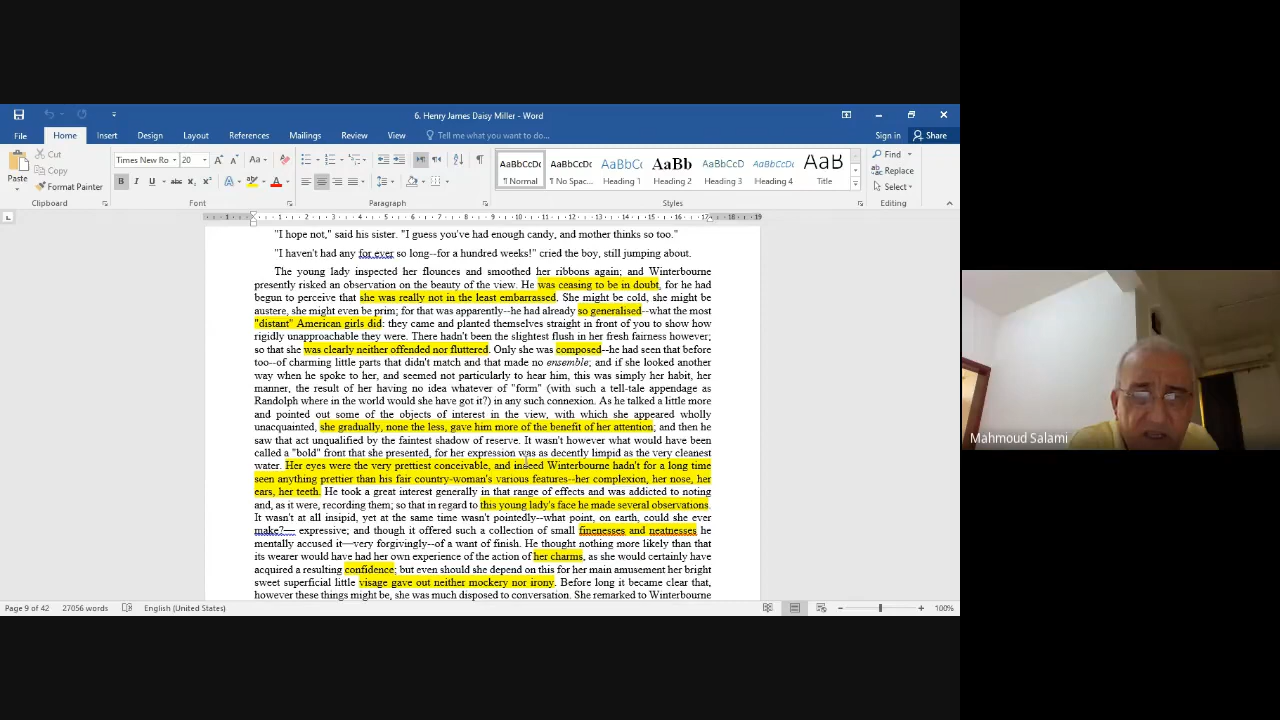 6. Henry James Daisy Miller - Word
File
Home
Insert
Design
Layout
References
Mailings
Review
View
Tell me what you want to do...
Sign in
Share
Paste
Cut
Copy
Format Painter
Clipboard
Times New Ro
20
Font
Paragraph
AaBbCcDc
AaBbCcDc
AaBbC(
AaBb
AaBbCcD
AaBbCcD
AaB
¶ Normal
¶ No Spac...
Heading 1
Heading 2
Heading 3
Heading 4
Title
Styles
Find
Replace
Select
Editing
"I hope not," said his sister. "I guess you've had enough candy, and mother thinks so too."
"I haven't had any for ever so long--for a hundred weeks!" cried the boy, still jumping about.
The young lady inspected her flounces and smoothed her ribbons again; and Winterbourne
presently risked an observation on the beauty of the view. He was ceasing to be in doubt, for he had
begun to perceive that she was really not in the least embarrassed. She might be cold, she might be
austere, she might even be prim; for that was apparently--he had already so generalised--what the most
"distant" American girls did: they came and planted themselves straight in front of you to show how
rigidly unapproachable they were. There hadn't been the slightest flush in her fresh fairness however;
so that she was clearly neither offended nor fluttered. Only she was composed--he had seen that before
too--of charming little parts that didn't match and that made no ensemble; and if she looked another
way when he spoke to her, and seemed not particularly to hear him, this was simply her habit, her
manner, the result of her having no idea whatever of "form" (with such a tell-tale appendage as
Randolph where in the world would she have got it?) in any such connexion. As he talked a little more
and pointed out some of the objects of interest in the view, with which she appeared wholly
unacquainted, she gradually, none the less, gave him more of the benefit of her attention; and then he
saw that act unqualified by the faintest shadow of reserve. It wasn't however what would have been
called a "bold" front that she presented, for her expression was as decently limpid as the very cleanest
water. Her eyes were the very prettiest conceivable, and indeed Winterbourne hadn't for a long time
seen anything prettier than his fair country-woman's various features--her complexion, her nose, her
ears, her teeth. He took a great interest generally in that range of effects and was addicted to noting
and, as it were, recording them; so that in regard to this young lady's face he made several observations.
It wasn't at all insipid, yet at the same time wasn't pointedly--what point, on earth, could she ever
make?— expressive; and though it offered such a collection of small finenesses and neatnesses he
mentally accused it—very forgivingly--of a want of finish. He thought nothing more likely than that
its wearer would have had her own experience of the action of her charms, as she would certainly have
acquired a resulting confidence; but even should she depend on this for her main amusement her bright
sweet superficial little visage gave out neither mockery nor irony. Before long it became clear that,
however these things might be, she was much disposed to conversation. She remarked to Winterbourne
Page 9 of 42
27056 words
English (United States)
100%
Mahmoud Salami